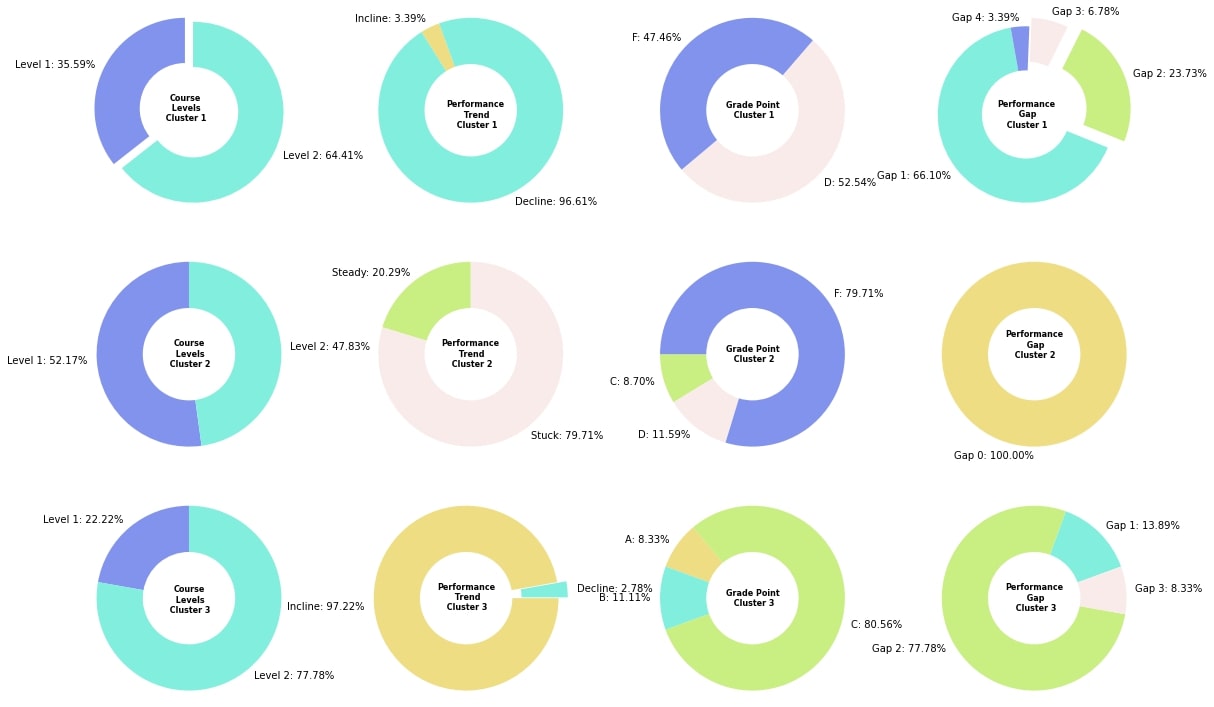 Level 1: 35.59%
Course
Levels
Cluster 1
Level 2: 64.41%
Incline: 3.39%
Performance
Trend
Cluster 1
Decline: 96.61%
F: 47.46%
Grade Point
Cluster 1
D: 52.54%
Gap 4: 3.39%
Gap 3: 6.78%
Gap 2: 23.73%
Performance
Gap
Cluster 1
Gap 1: 66.10%
Level 1: 52.17%
Course
Levels
Cluster 2
Level 2: 47.83%
Steady: 20.29%
Performance
Trend
Cluster 2
Stuck: 79.71%
F: 79.71%
Grade Point
Cluster 2
C: 8.70%
D: 11.59%
Performance
Gap
Cluster 2
Gap 0: 100.00%
Level 1: 22.22%
Course
Levels
Cluster 3
Level 2: 77.78%
Incline: 97.22%
Performance
Trend
Cluster 3
Decline: 2.78%
A: 8.33%
B: 11.11%
Grade Point
Cluster 3
C: 80.56%
Gap 1: 13.89%
Gap 3: 8.33%
Performance
Gap
Cluster 3
Gap 2: 77.78%